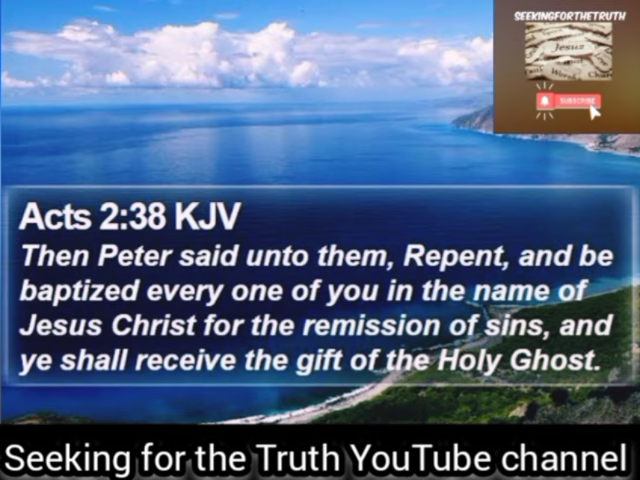 SEEKINGFORTHETRUTH
Jesus
SUBSCRIBE
Acts 2:38 KJV
Then Peter said unto them, Repent, and be
baptized every one of you in the name of
Jesus Christ for the remission of sins, and
ye shall receive the gift of the Holy Ghost.
Seeking for the Truth YouTube channel